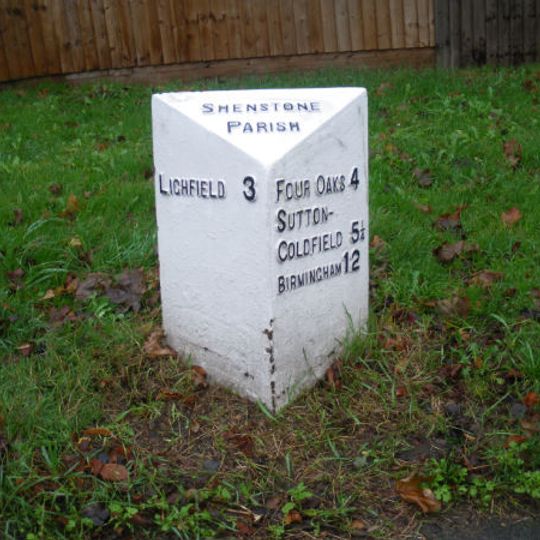 SHENSTONE
PARISH
LICHFIELD 3
FOUR OAKS 4
SUTTON-
COLDFIELD 5½
BIRMINGHAM 12